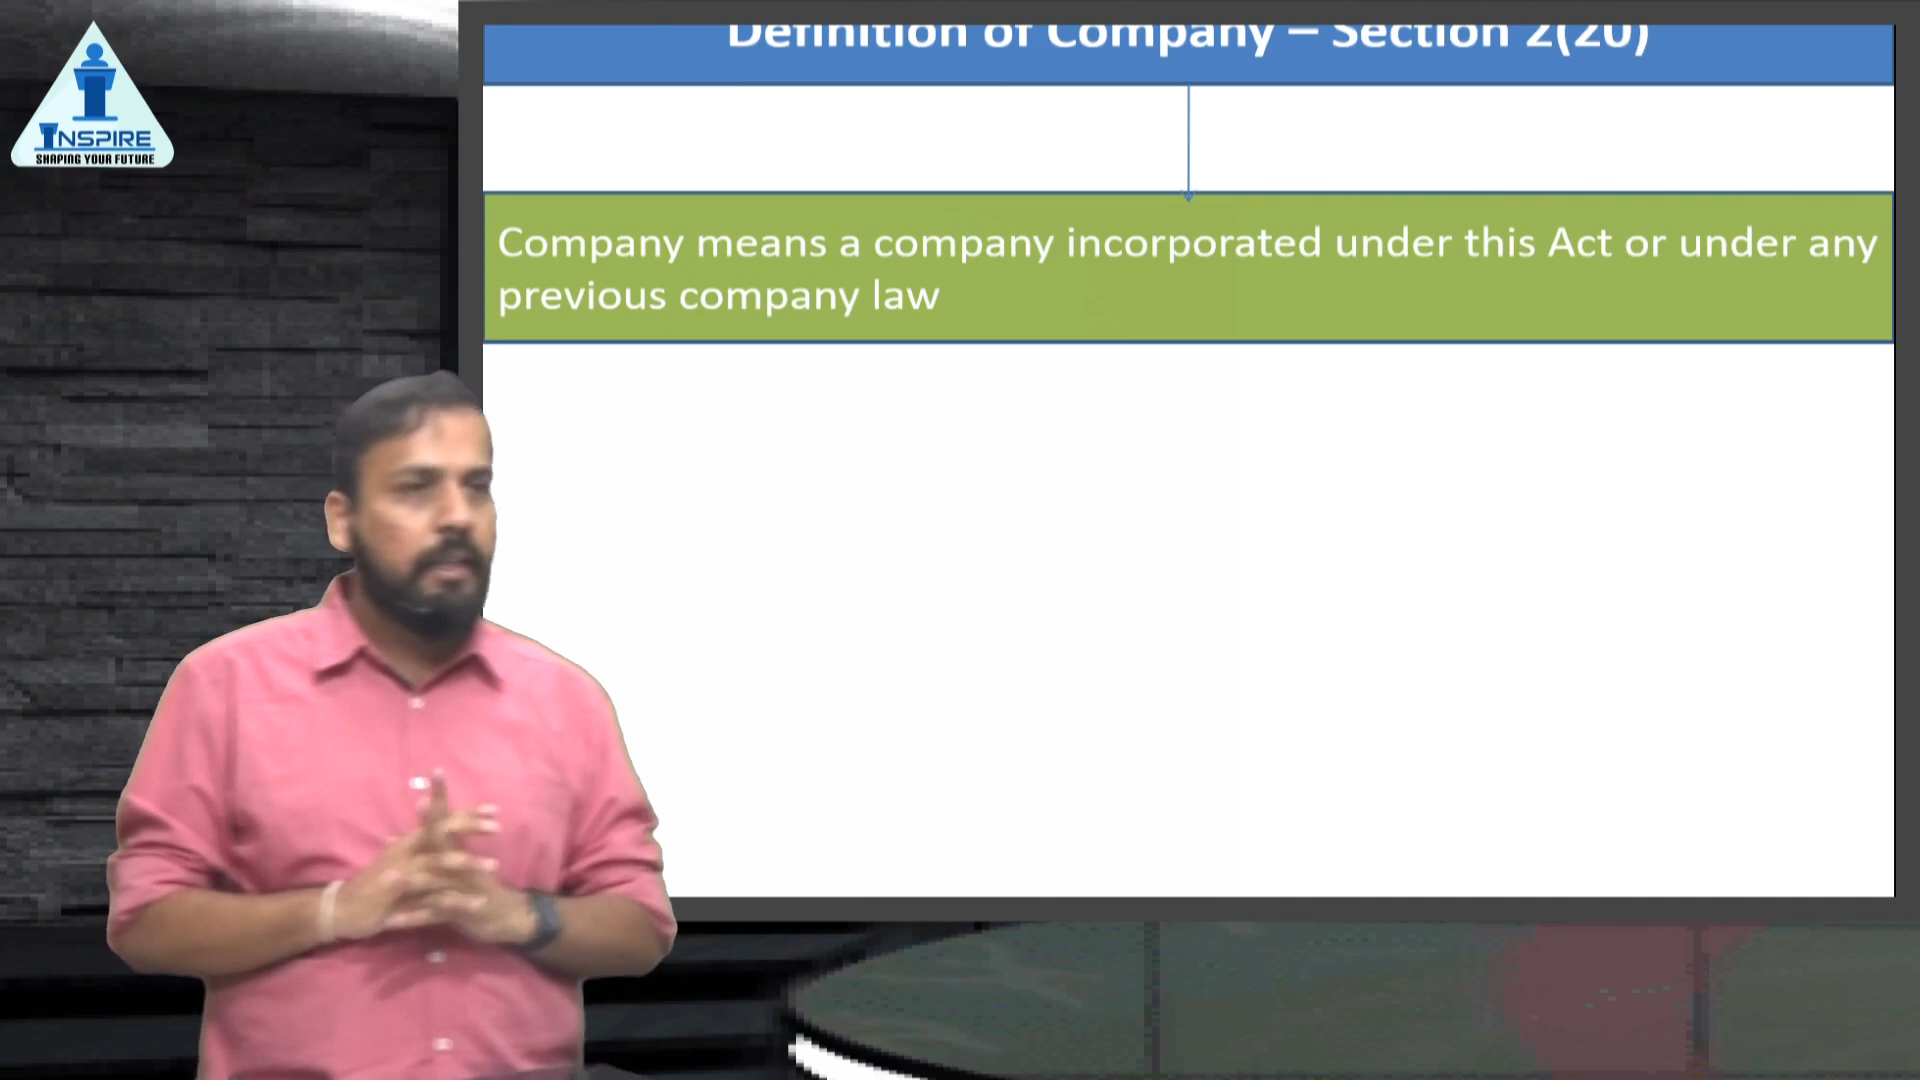 INSPIRE
SHAPING YOUR FUTURE
Definition of Company – Section 2(20)
Company means a company incorporated under this Act or under any
previous company law